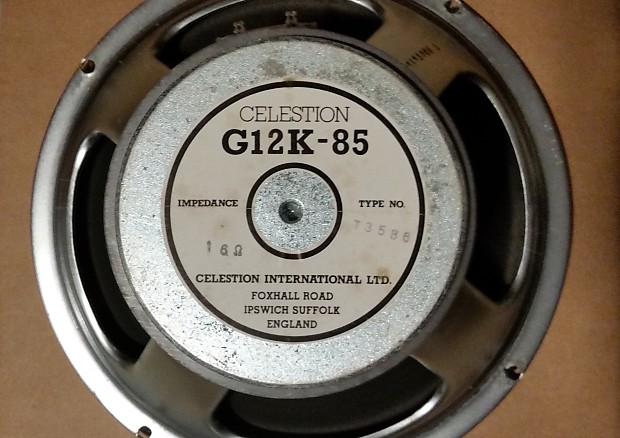 CELESTION
G12K-85
IMPEDANCE
TYPE NO.
16Ω
T3586
CELESTION INTERNATIONAL LTD.
FOXHALL ROAD
IPSWICH SUFFOLK
ENGLAND